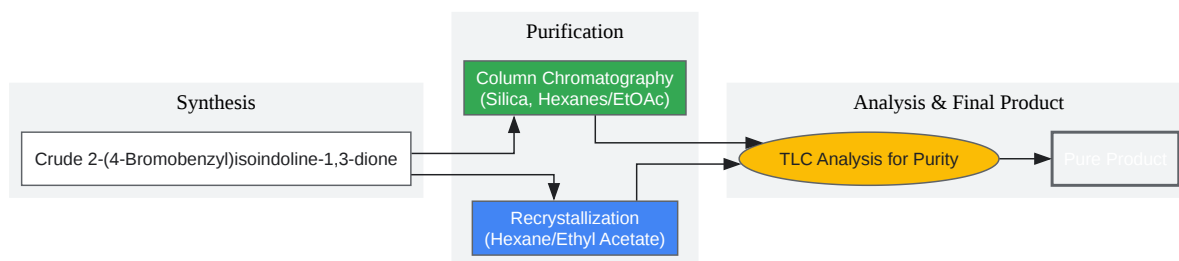 Synthesis
Crude 2-(4-Bromobenzyl)isoindoline-1,3-dione
Purification
Column Chromatography
(Silica, Hexanes/EtOAc)
Recrystallization
(Hexane/Ethyl Acetate)
Analysis & Final Product
TLC Analysis for Purity
Pure Product